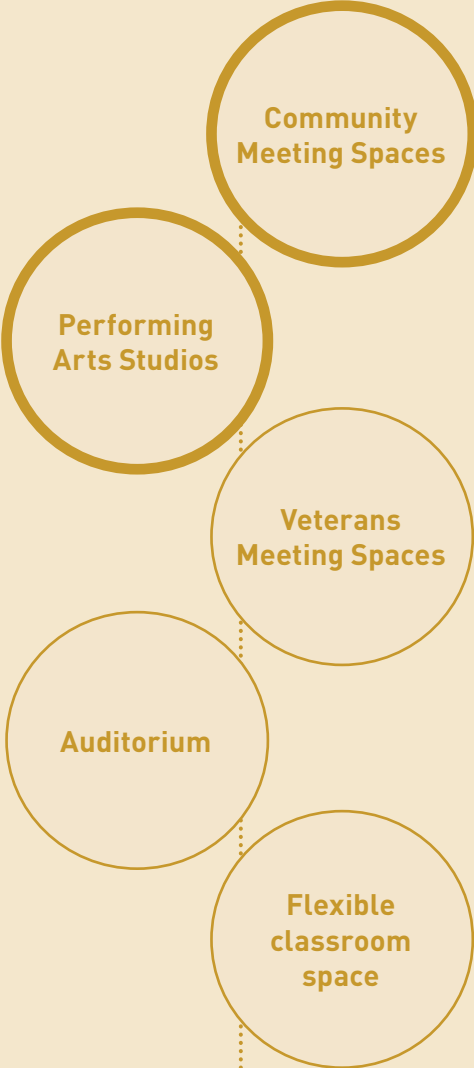 Community
Meeting Spaces
Performing
Arts Studios
Veterans
Meeting Spaces
Auditorium
Flexible
classroom
space